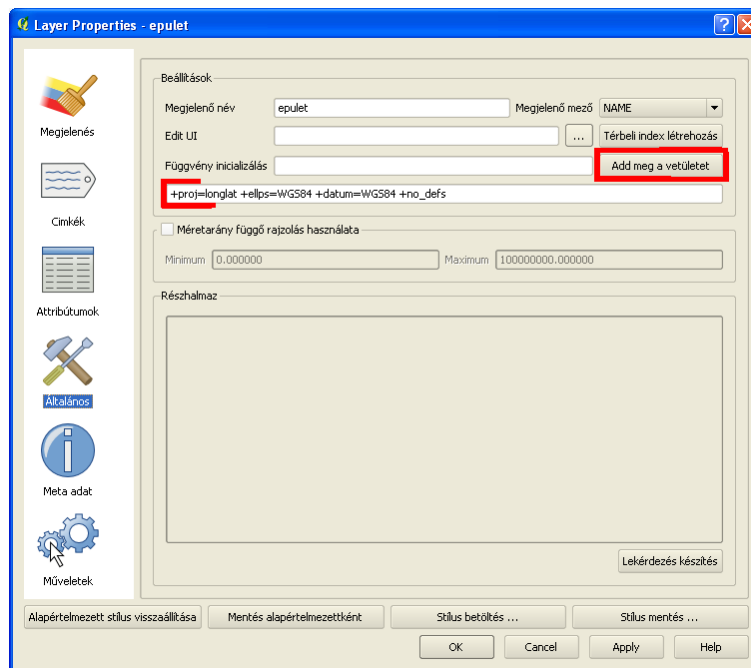 Layer Properties - epulet
Megjelenés
Cimkék
Attribútumok
Általános
Meta adat
Műveletek
Beállítások
Megjelenő név epulet Megjelenő mező NAME
Edit UI ... Térbeli index létrehozás
Függvény inicializálás Add meg a vetületet
+proj=longlat +ellps=WGS84 +datum=WGS84 +no_defs
Méretarány függő rajzolás használata
Minimum 0.000000 Maximum 100000000.000000
Részhalmaz
Lekérdezés készítés
Alapértelmezett stílus visszaállítása Mentés alapértelmezettként Stílus betöltés ... Stílus mentés ...
OK Cancel Apply Help